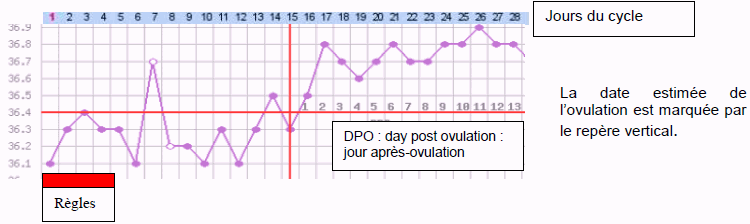 1 2 3 4 5 6 7 8 9 10 11 12 13 14 15 16 17 18 19 20 21 22 23 24 25 26 27 28
Jours du cycle
36.9
36.8
36.7
36.6
36.5
36.4
36.3
36.2
36.1
1 2 3 4 5 6 7 8 9 10 11 12 13
La date estimée de
l’ovulation est marquée par
le repère vertical.
DPO : day post ovulation :
jour après-ovulation
Règles